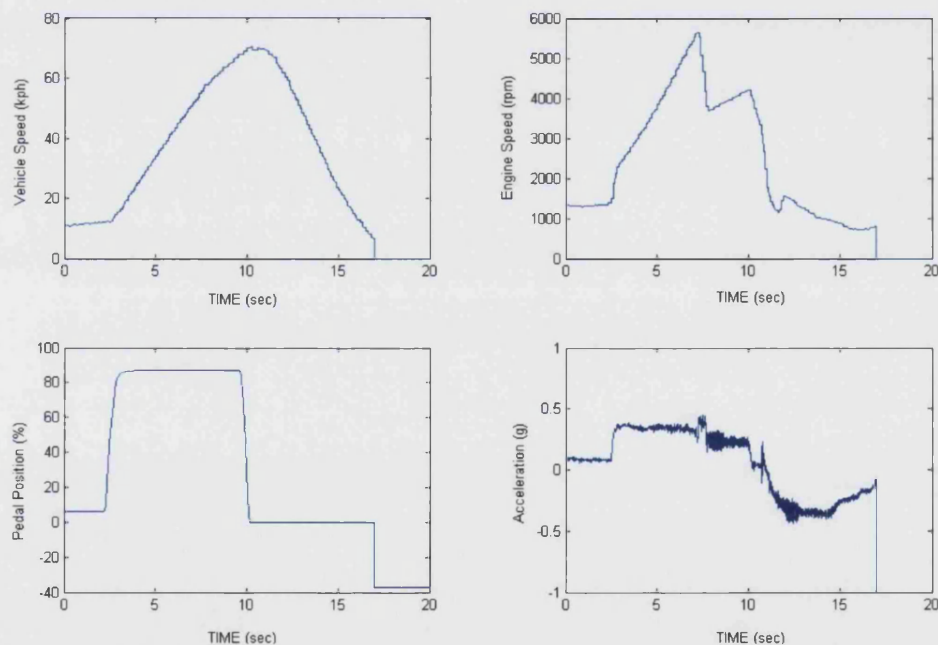 80
60
40
20
0
Vehicle Speed (kph)
0 5 10 15 20
TIME (sec)
6000
5000
4000
3000
2000
1000
0
Engine Speed (rpm)
0 5 10 15 20
TIME (sec)
100
80
60
40
20
0
-20
-40
Pedal Position (%)
0 5 10 15 20
TIME (sec)
1
0.5
0
-0.5
-1
Acceleration (g)
0 5 10 15 20
TIME (sec)